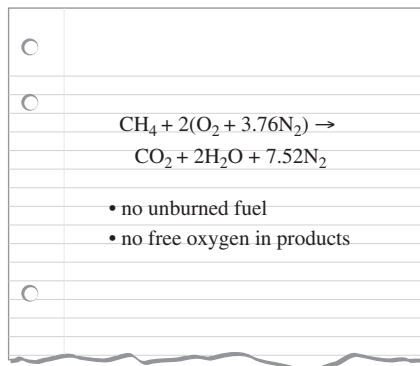 CH₄ + 2(O₂ + 3.76N₂) →
CO₂ + 2H₂O + 7.52N₂
• no unburned fuel
• no free oxygen in products